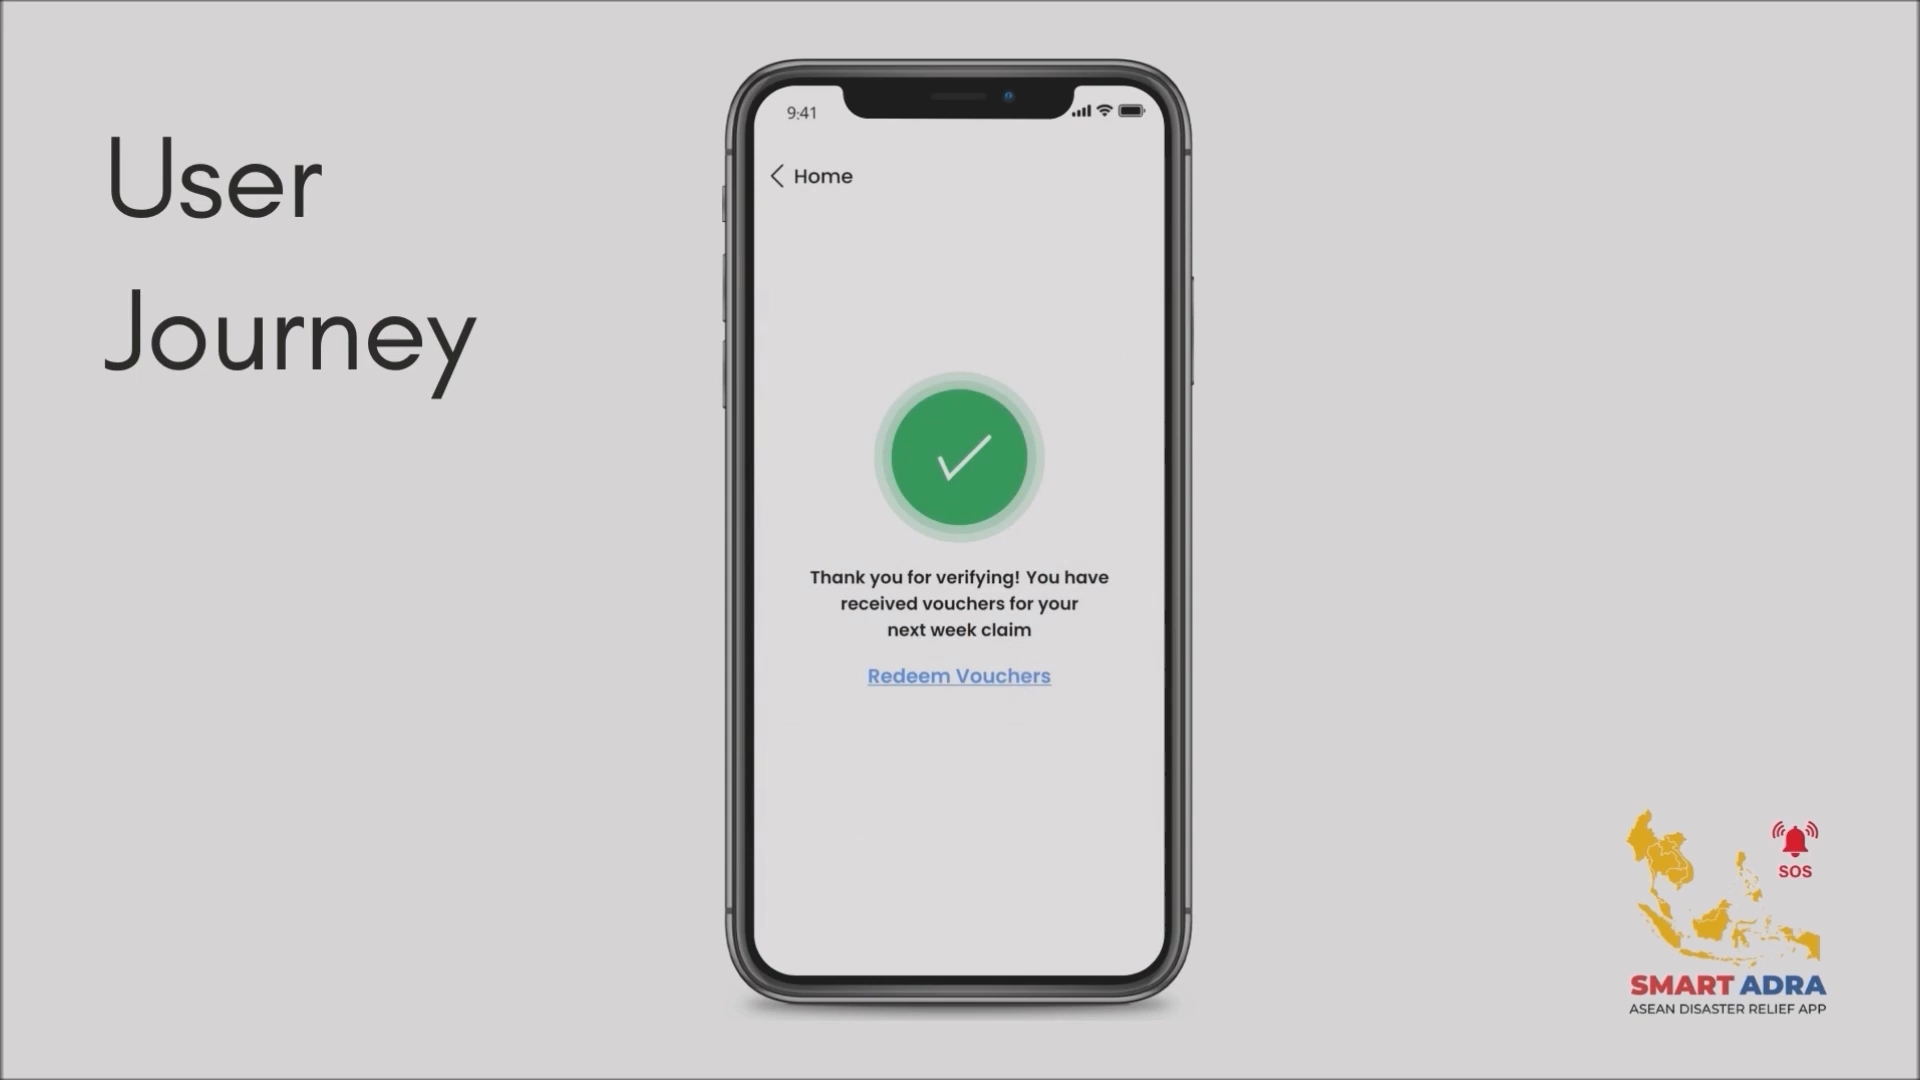 User
Journey
9:41
Home
Thank you for verifying! You have
received vouchers for your
next week claim
Redeem Vouchers
SOS
SMART ADRA
ASEAN DISASTER RELIEF APP